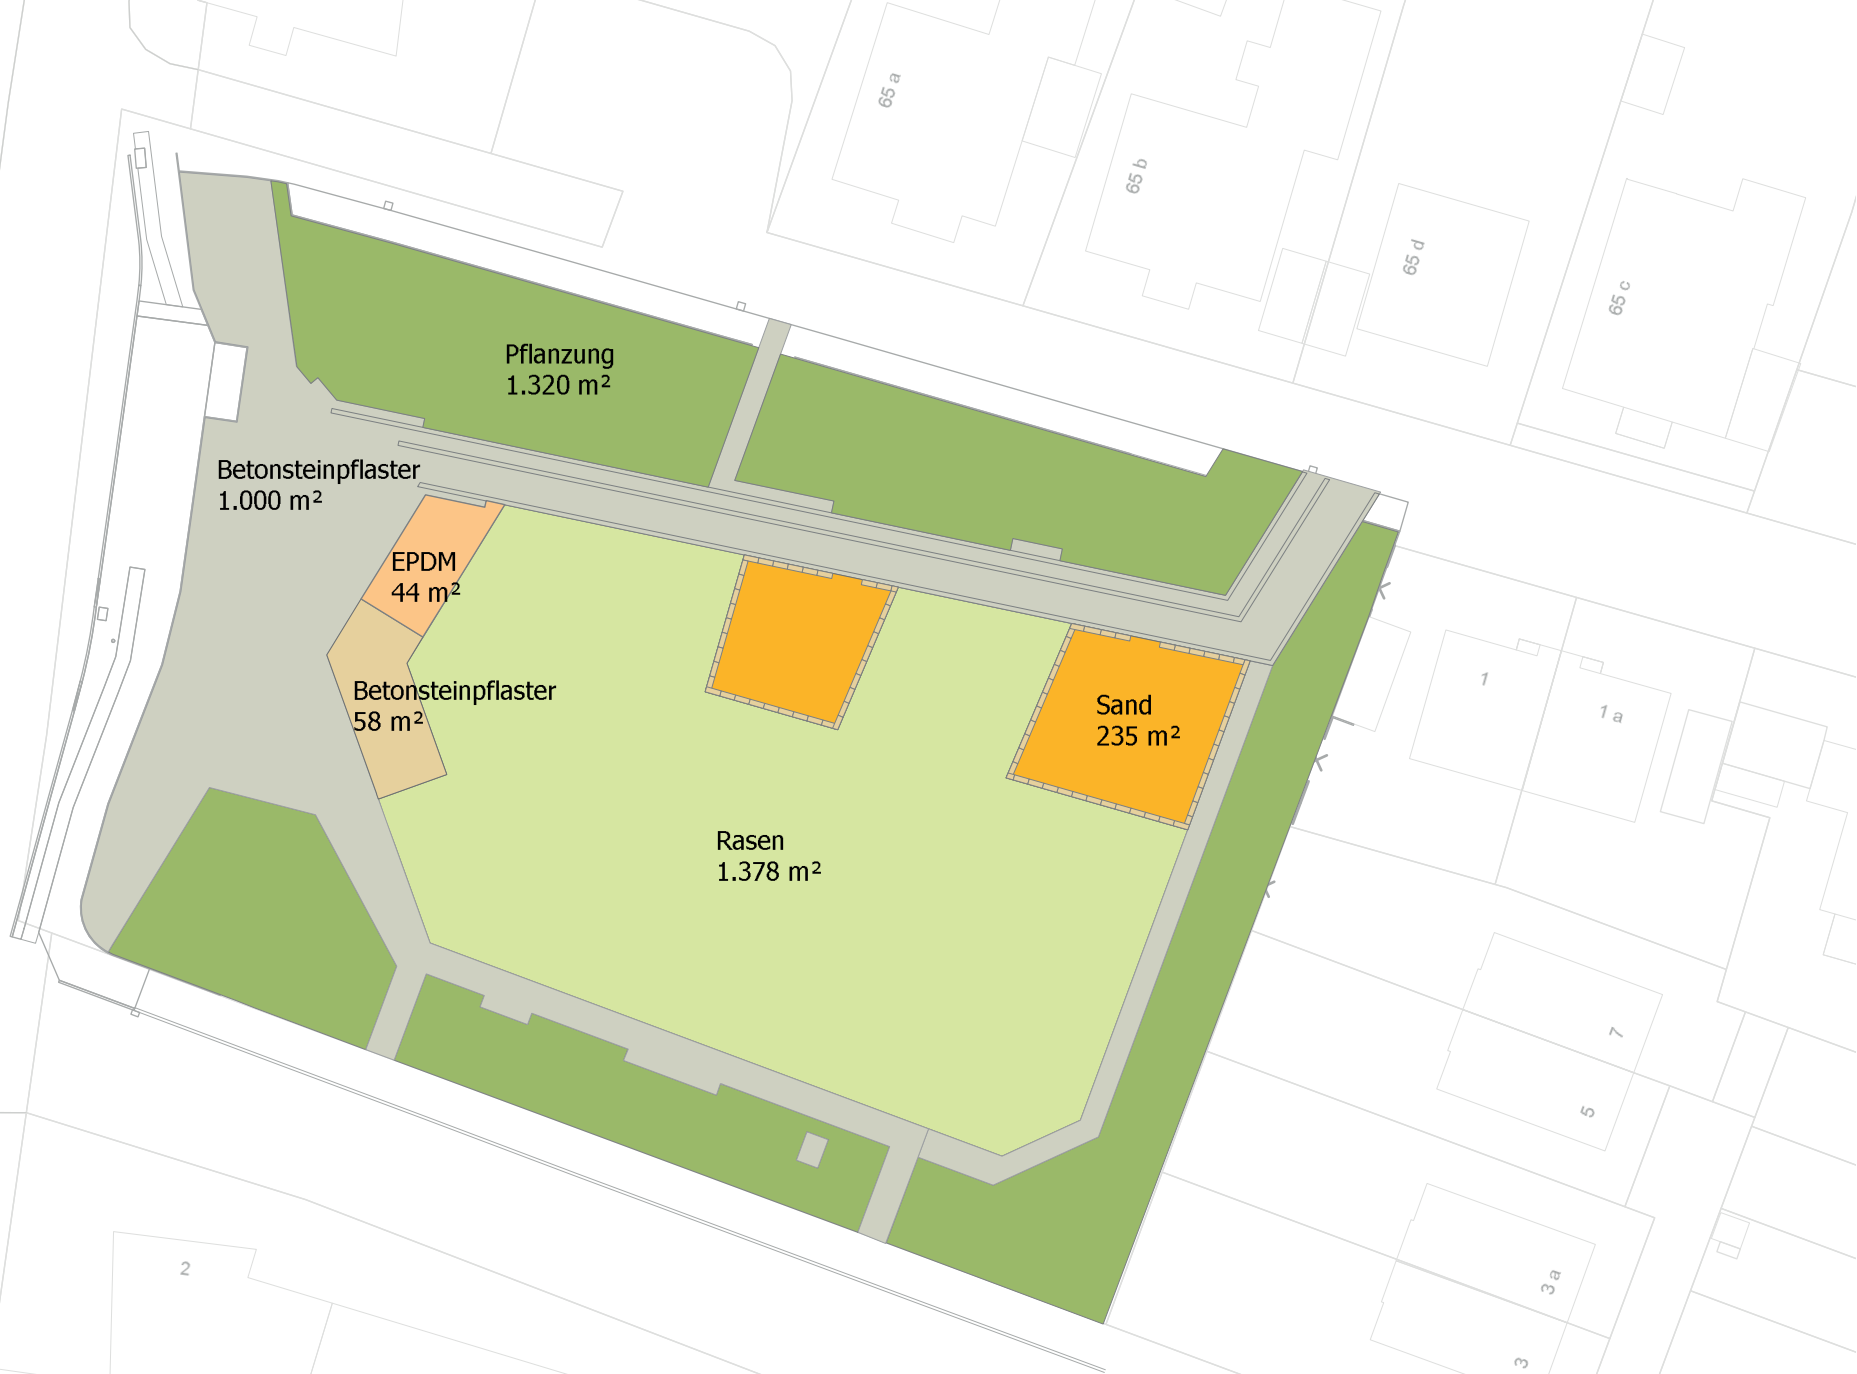 65 a
65 b
65 d
65 c
Pflanzung
1.320 m²
Betonsteinpflaster
1.000 m²
EPDM
44 m²
Betonsteinpflaster
58 m²
Sand
235 m²
1
1 a
Rasen
1.378 m²
7
5
2
3 a
3